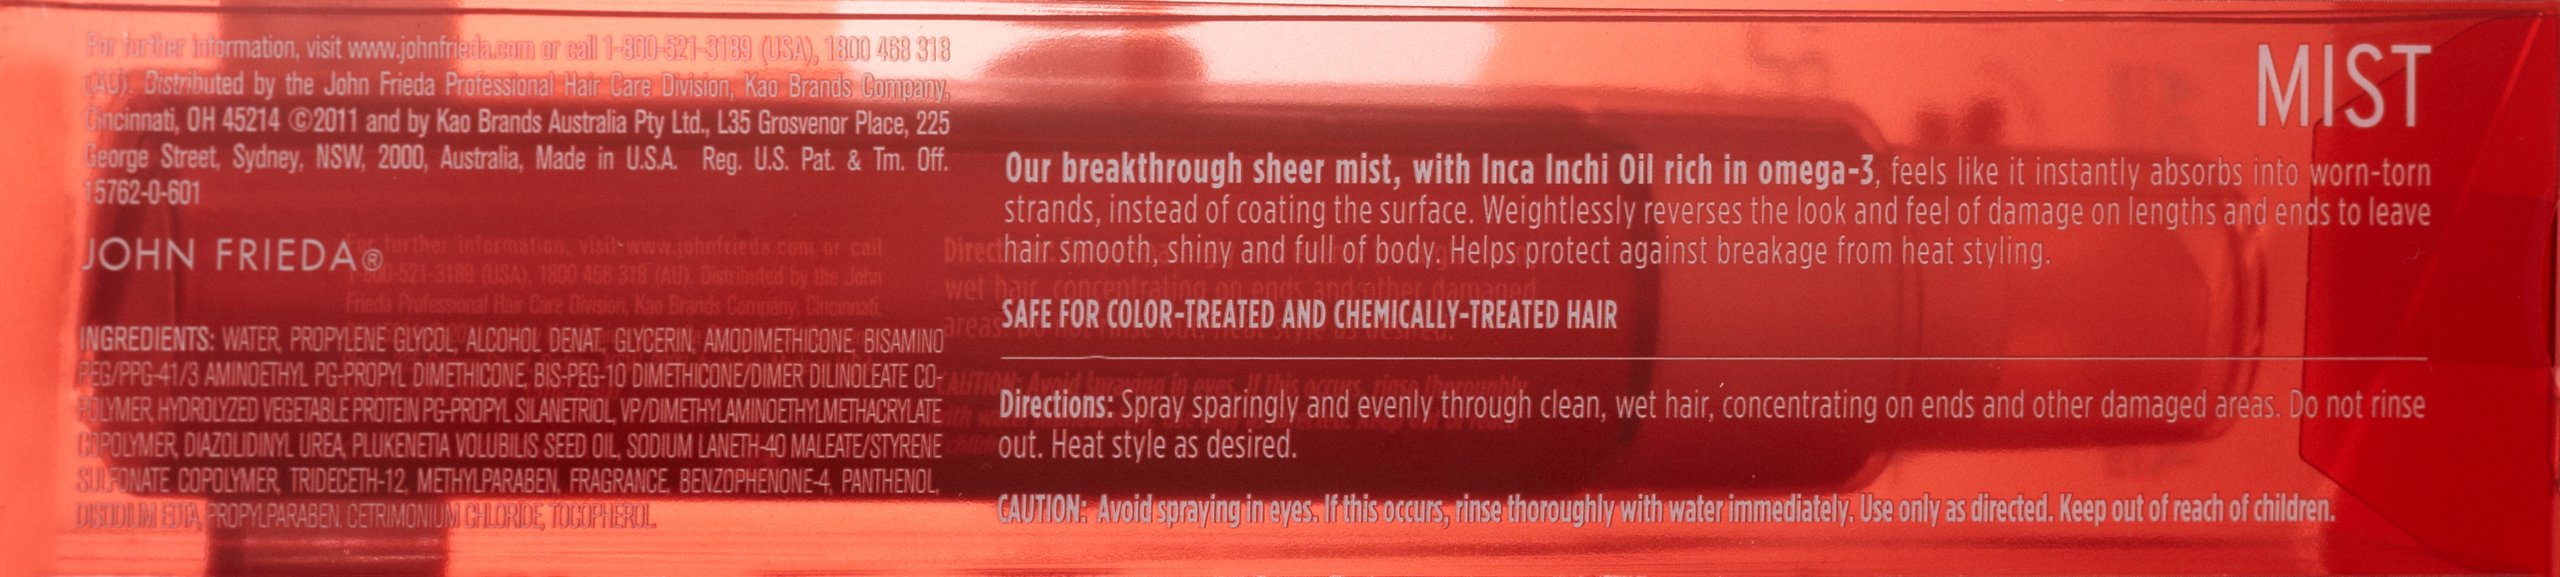 For further information, visit www.johnfrieda.com or call 1-800-521-3189 (USA), 1800 468 318
(AU). Distributed by the John Frieda Professional Hair Care Division, Kao Brands Company,
Cincinnati, OH 45214 ©2011 and by Kao Brands Australia Pty Ltd., L35 Grosvenor Place, 225
George Street, Sydney, NSW, 2000, Australia, Made in U.S.A. Reg. U.S. Pat. & Tm. Off.
15762-0-601
JOHN FRIEDA®
INGREDIENTS: WATER, PROPYLENE GLYCOL, ALCOHOL DENAT., GLYCERIN, AMODIMETHICONE, BISAMINO
PEG/PPG-41/3 AMINOETHYL PG-PROPYL DIMETHICONE, BIS-PEG-10 DIMETHICONE/DIMER DILINOLEATE CO-
POLYMER, HYDROLYZED VEGETABLE PROTEIN PG-PROPYL SILANETRIOL, VP/DIMETHYLAMINOETHYLMETHACRYLATE
COPOLYMER, DIAZOLIDINYL UREA, PLUKENETIA VOLUBILIS SEED OIL, SODIUM LANETH-40 MALEATE/STYRENE
SULFONATE COPOLYMER, TRIDECETH-12, METHYLPARABEN, FRAGRANCE, BENZOPHENONE-4, PANTHENOL,
DISODIUM EDTA, PROPYLPARABEN, CETRIMONIUM CHLORIDE, TOCOPHEROL.
MIST
Our breakthrough sheer mist, with Inca Inchi Oil rich in omega-3, feels like it instantly absorbs into worn-torn
strands, instead of coating the surface. Weightlessly reverses the look and feel of damage on lengths and ends to leave
hair smooth, shiny and full of body. Helps protect against breakage from heat styling.
SAFE FOR COLOR-TREATED AND CHEMICALLY-TREATED HAIR
Directions: Spray sparingly and evenly through clean, wet hair, concentrating on ends and other damaged areas. Do not rinse
out. Heat style as desired.
CAUTION: Avoid spraying in eyes. If this occurs, rinse thoroughly with water immediately. Use only as directed. Keep out of reach of children.